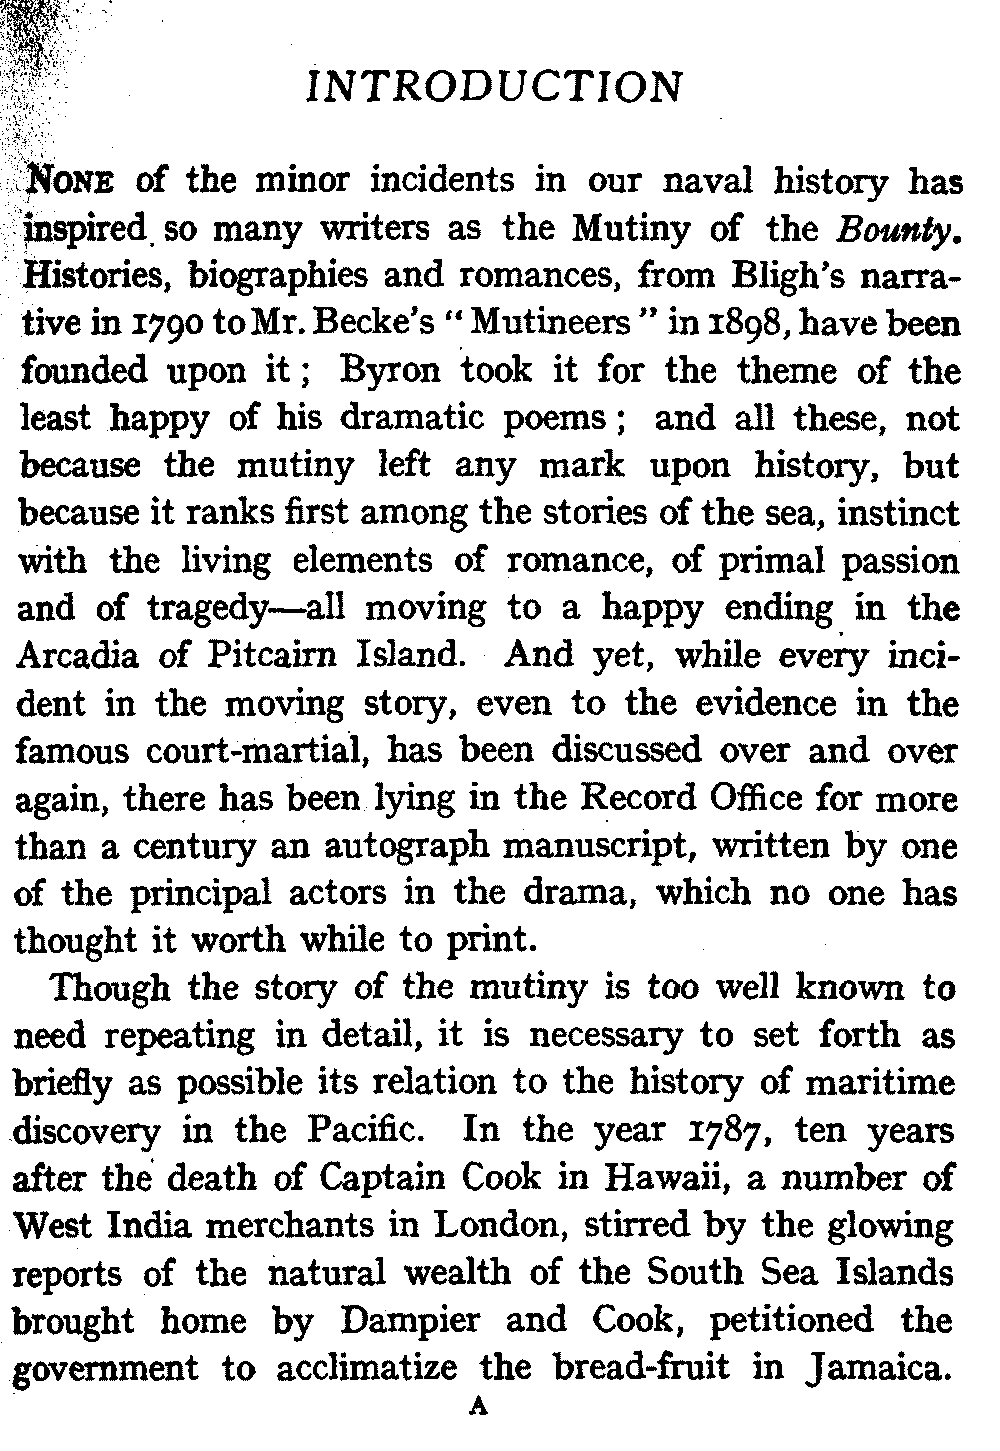 INTRODUCTION
NONE of the minor incidents in our naval history has
inspired so many writers as the Mutiny of the Bounty.
Histories, biographies and romances, from Bligh's narra-
tive in 1790 to Mr. Becke's "Mutineers" in 1898, have been
founded upon it; Byron took it for the theme of the
least happy of his dramatic poems; and all these, not
because the mutiny left any mark upon history, but
because it ranks first among the stories of the sea, instinct
with the living elements of romance, of primal passion
and of tragedy—all moving to a happy ending in the
Arcadia of Pitcairn Island. And yet, while every inci-
dent in the moving story, even to the evidence in the
famous court-martial, has been discussed over and over
again, there has been lying in the Record Office for more
than a century an autograph manuscript, written by one
of the principal actors in the drama, which no one has
thought it worth while to print.
Though the story of the mutiny is too well known to
need repeating in detail, it is necessary to set forth as
briefly as possible its relation to the history of maritime
discovery in the Pacific. In the year 1787, ten years
after the death of Captain Cook in Hawaii, a number of
West India merchants in London, stirred by the glowing
reports of the natural wealth of the South Sea Islands
brought home by Dampier and Cook, petitioned the
government to acclimatize the bread-fruit in Jamaica.
A